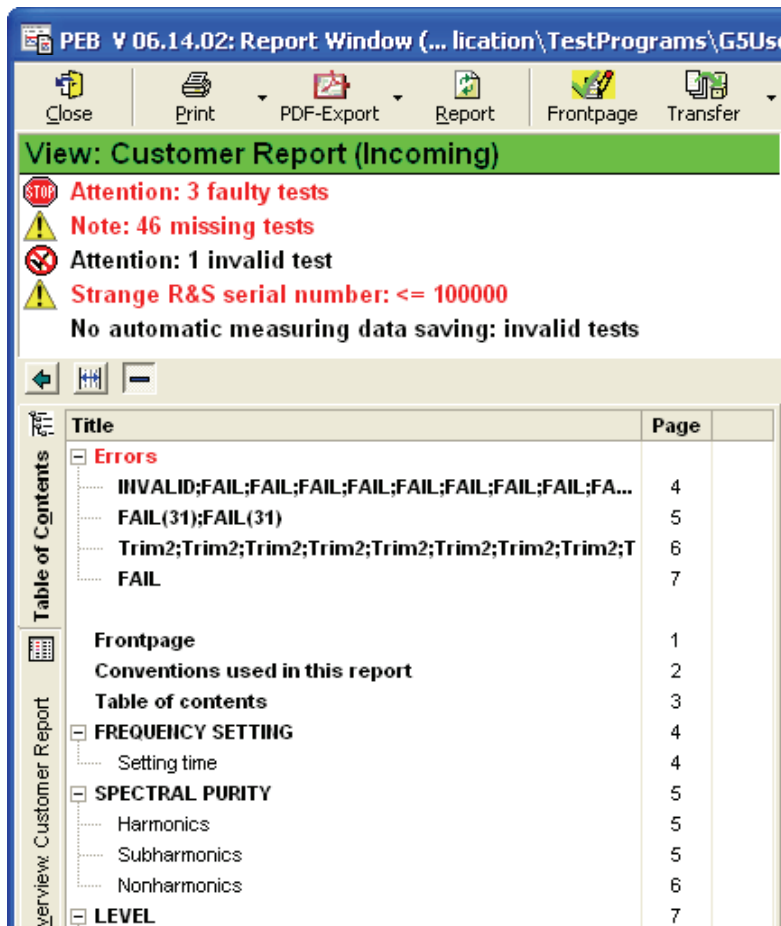 PEB V 06.14.02: Report Window (... lication\TestPrograms\G5Use
Close Print PDF-Export Report Frontpage Transfer
View: Customer Report (Incoming)
STOP Attention: 3 faulty tests
Note: 46 missing tests
Attention: 1 invalid test
Strange R&S serial number: <= 100000
No automatic measuring data saving: invalid tests
Table of Contents
Title Page
Errors
INVALID;FAIL;FAIL;FAIL;FAIL;FAIL;FAIL;FAIL;FAIL;FA... 4
FAIL(31);FAIL(31) 5
Trim2;Trim2;Trim2;Trim2;Trim2;Trim2;Trim2;Trim2;T 6
FAIL 7
verview: Customer Report
Frontpage 1
Conventions used in this report 2
Table of contents 3
FREQUENCY SETTING 4
Setting time 4
SPECTRAL PURITY 5
Harmonics 5
Subharmonics 5
Nonharmonics 6
LEVEL 7